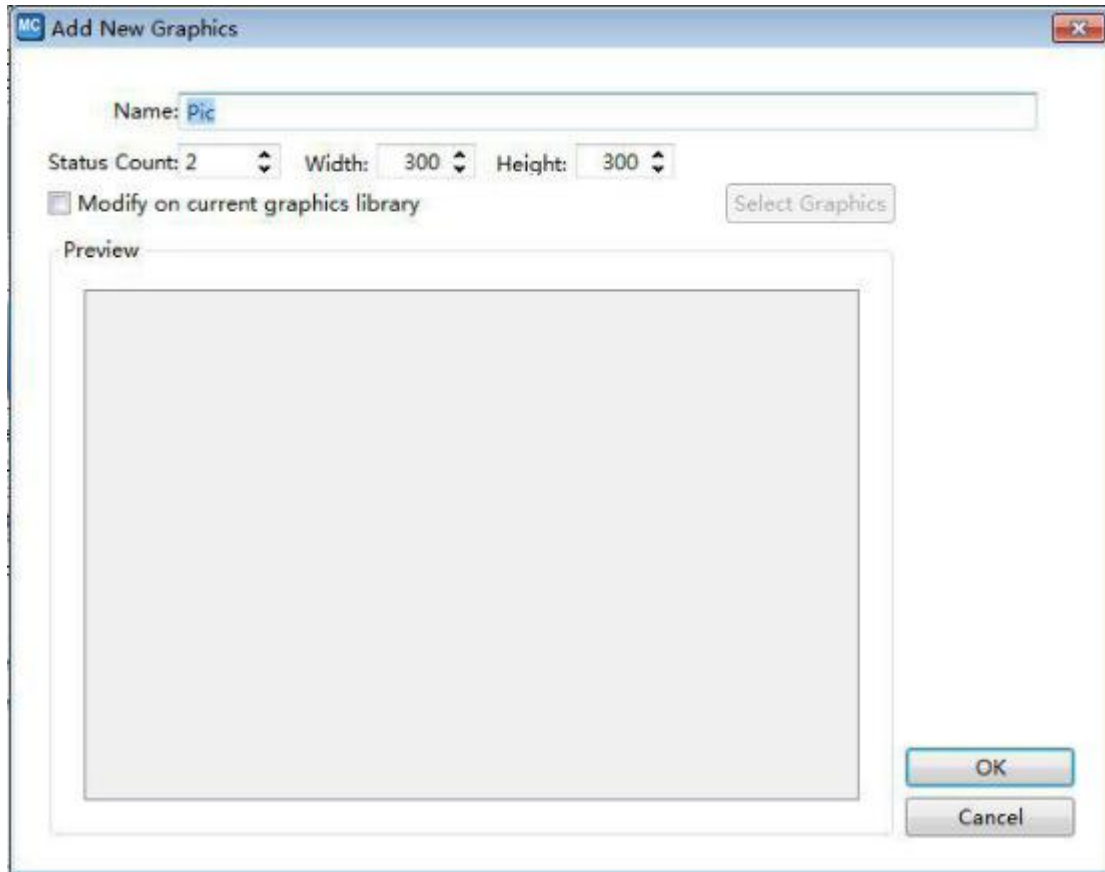 MC Add New Graphics
Name: Pic
Status Count: 2 Width: 300 Height: 300
Modify on current graphics library Select Graphics
Preview
OK
Cancel